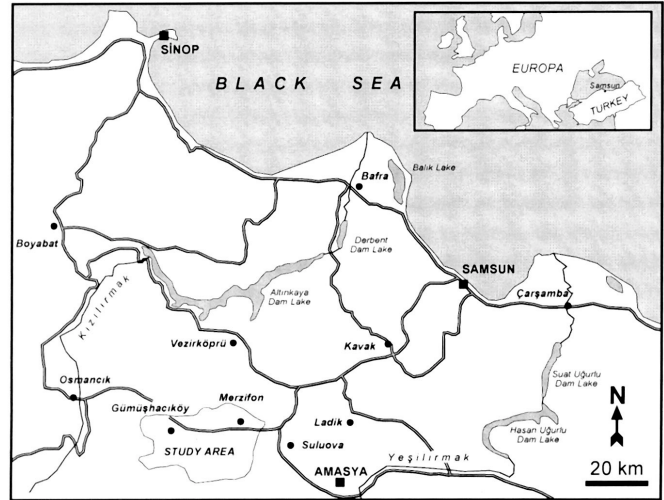 SİNOP
BLACK SEA
EUROPA
Samsun
TURKEY
Bafra
Balık Lake
Boyabat
Derbent
Dam Lake
SAMSUN
Altınkaya
Dam Lake
Çarşamba
Kızılırmak
Vezirköprü
Kavak
Osmancık
Suat Uğurlu
Dam Lake
Gümüşhacıköy
Merzifon
Ladik
N
Hasan Uğurlu
Dam Lake
STUDY AREA
Suluova
Yeşilırmak
AMASYA
20 km